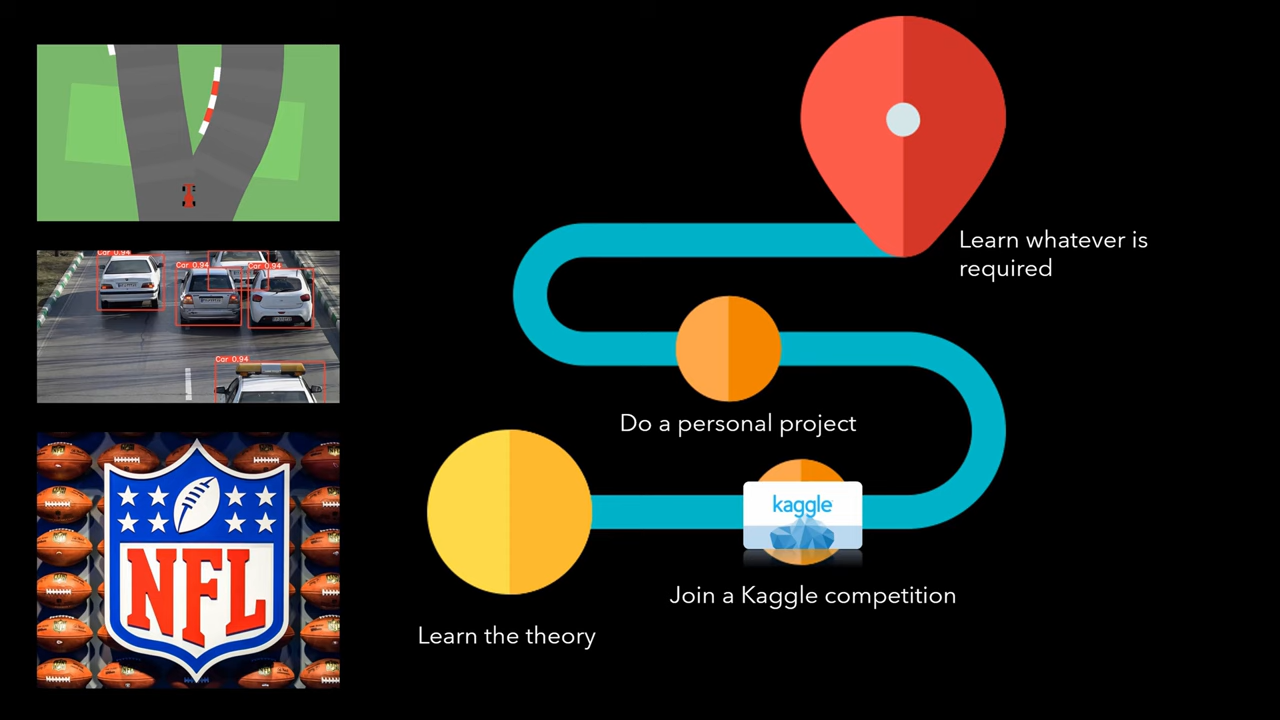 Car 0.94
Car 0.94
Car 0.94
Car 0.94
NFL
Learn whatever is
required
Do a personal project
kaggle
Join a Kaggle competition
Learn the theory